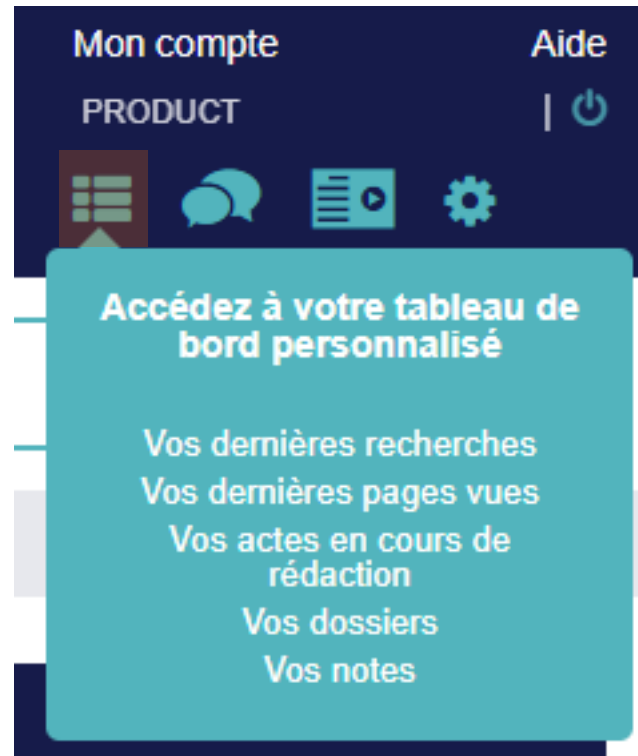 Mon compte Aide
PRODUCT |
Accédez à votre tableau de
bord personnalisé
Vos dernières recherches
Vos dernières pages vues
Vos actes en cours de
rédaction
Vos dossiers
Vos notes